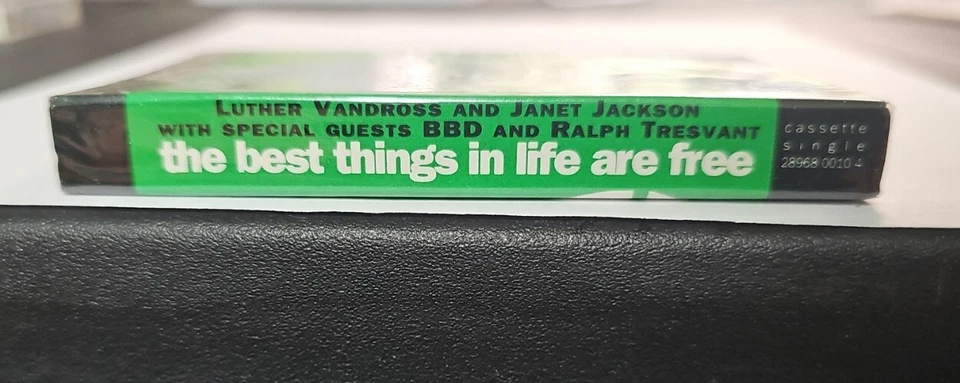 Luther Vandross and Janet Jackson
with special guests BBD and Ralph Tresvant
the best things in life are free
cassette
single
28968 0010 4